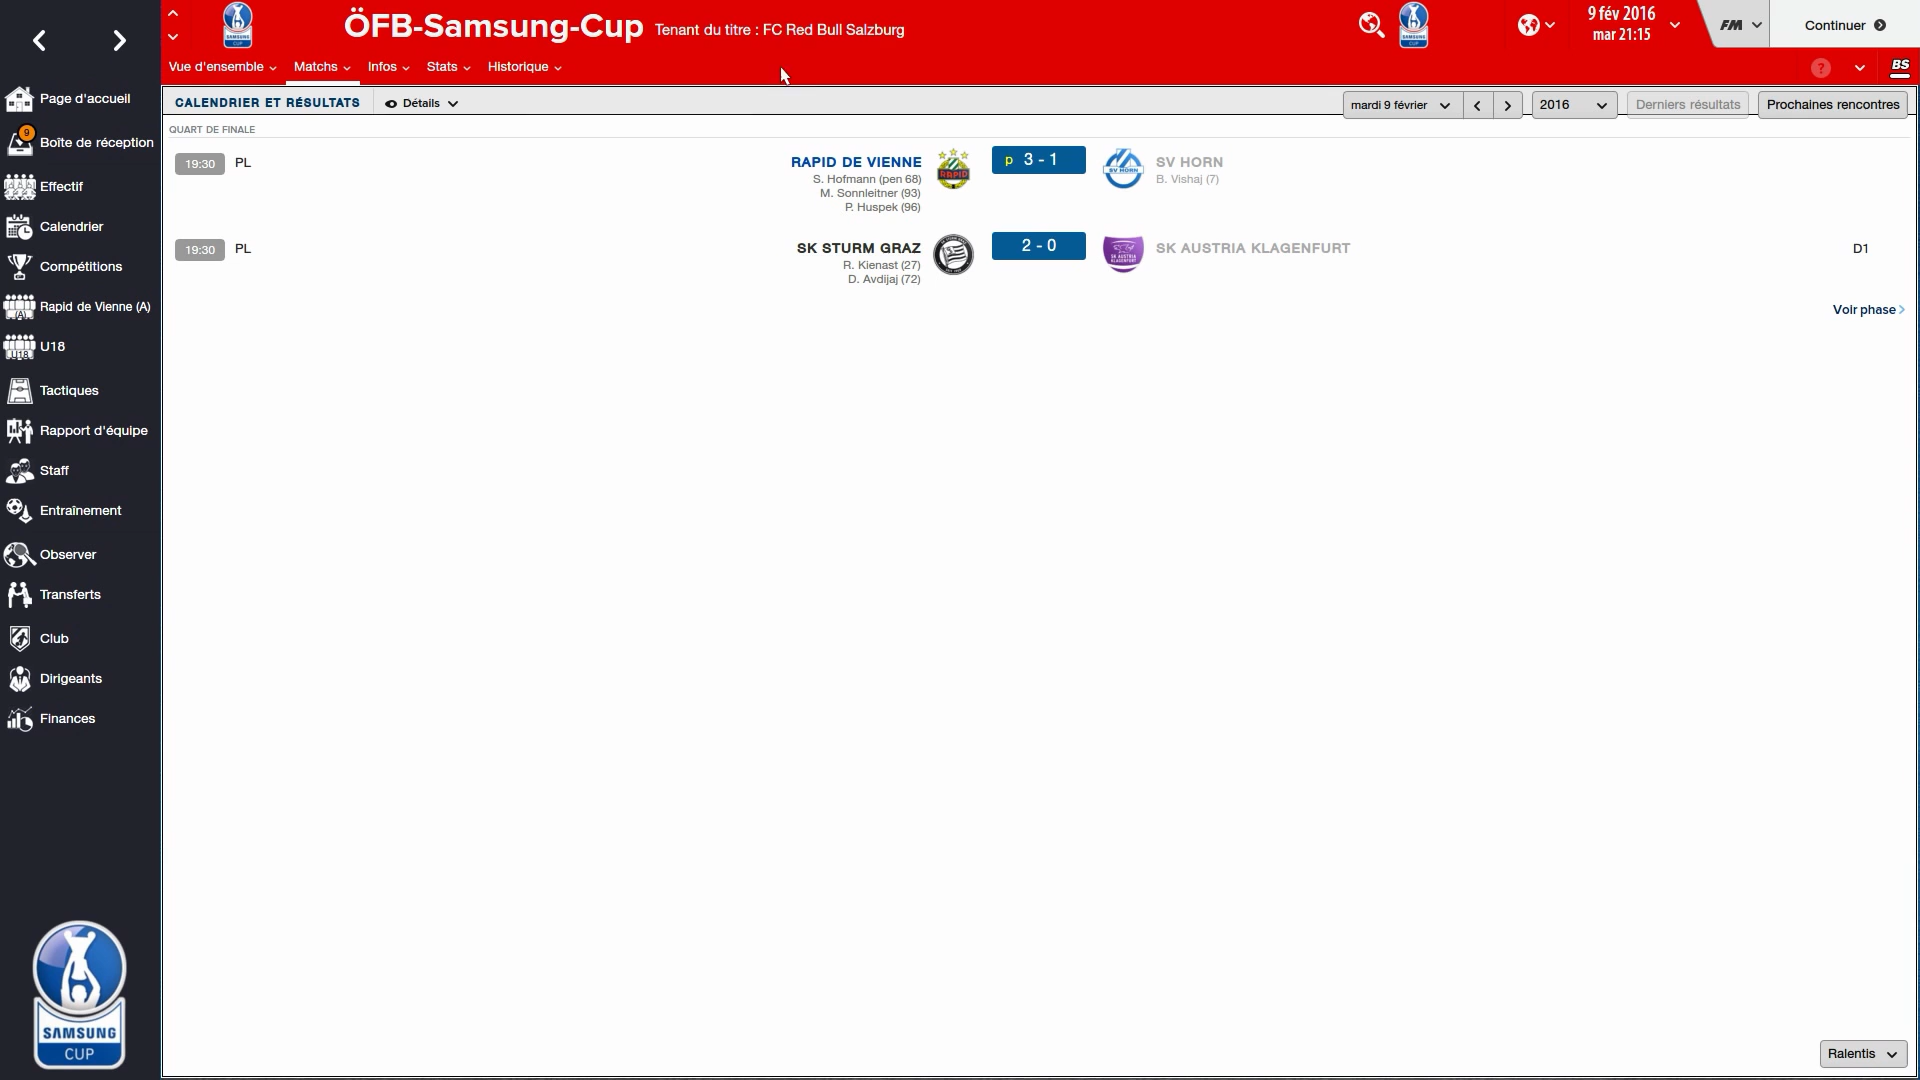 ÖFB-Samsung-Cup Tenant du titre : FC Red Bull Salzburg
9 fév 2016
mar 21:15
FM
Continuer
Vue d'ensemble Matchs Infos Stats Historique
? BS
CALENDRIER ET RÉSULTATS Détails
mardi 9 février 2016 Derniers résultats Prochaines rencontres
QUART DE FINALE
19:30 PL RAPID DE VIENNE p 3 - 1 SV HORN
S. Hofmann (pen 68) B. Vishaj (7)
M. Sonnleitner (93)
P. Huspek (96)
19:30 PL SK STURM GRAZ 2 - 0 SK AUSTRIA KLAGENFURT D1
R. Kienast (27)
D. Avdijaj (72)
Voir phase
Page d'accueil
9
Boîte de réception
Effectif
Calendrier
Compétitions
Rapid de Vienne (A)
U18
Tactiques
Rapport d'équipe
Staff
Entraînement
Observer
Transferts
Club
Dirigeants
Finances
SAMSUNG
CUP
Ralentis